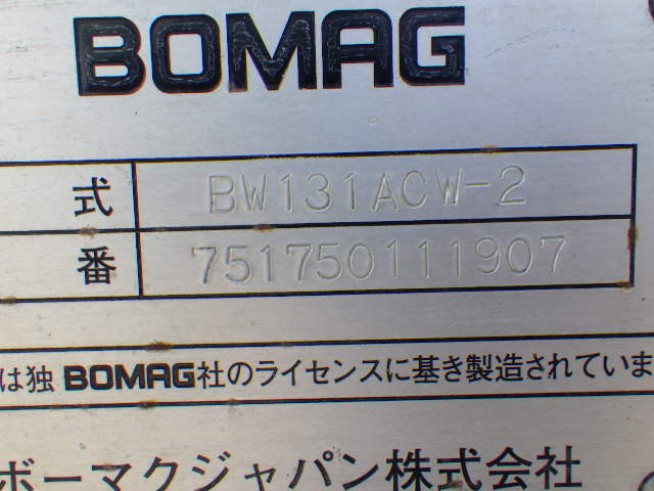 BOMAG
式 BW131ACW-2
番 751750111907
は独 BOMAG社のライセンスに基き製造されていま
ボーマクジャパン株式会社